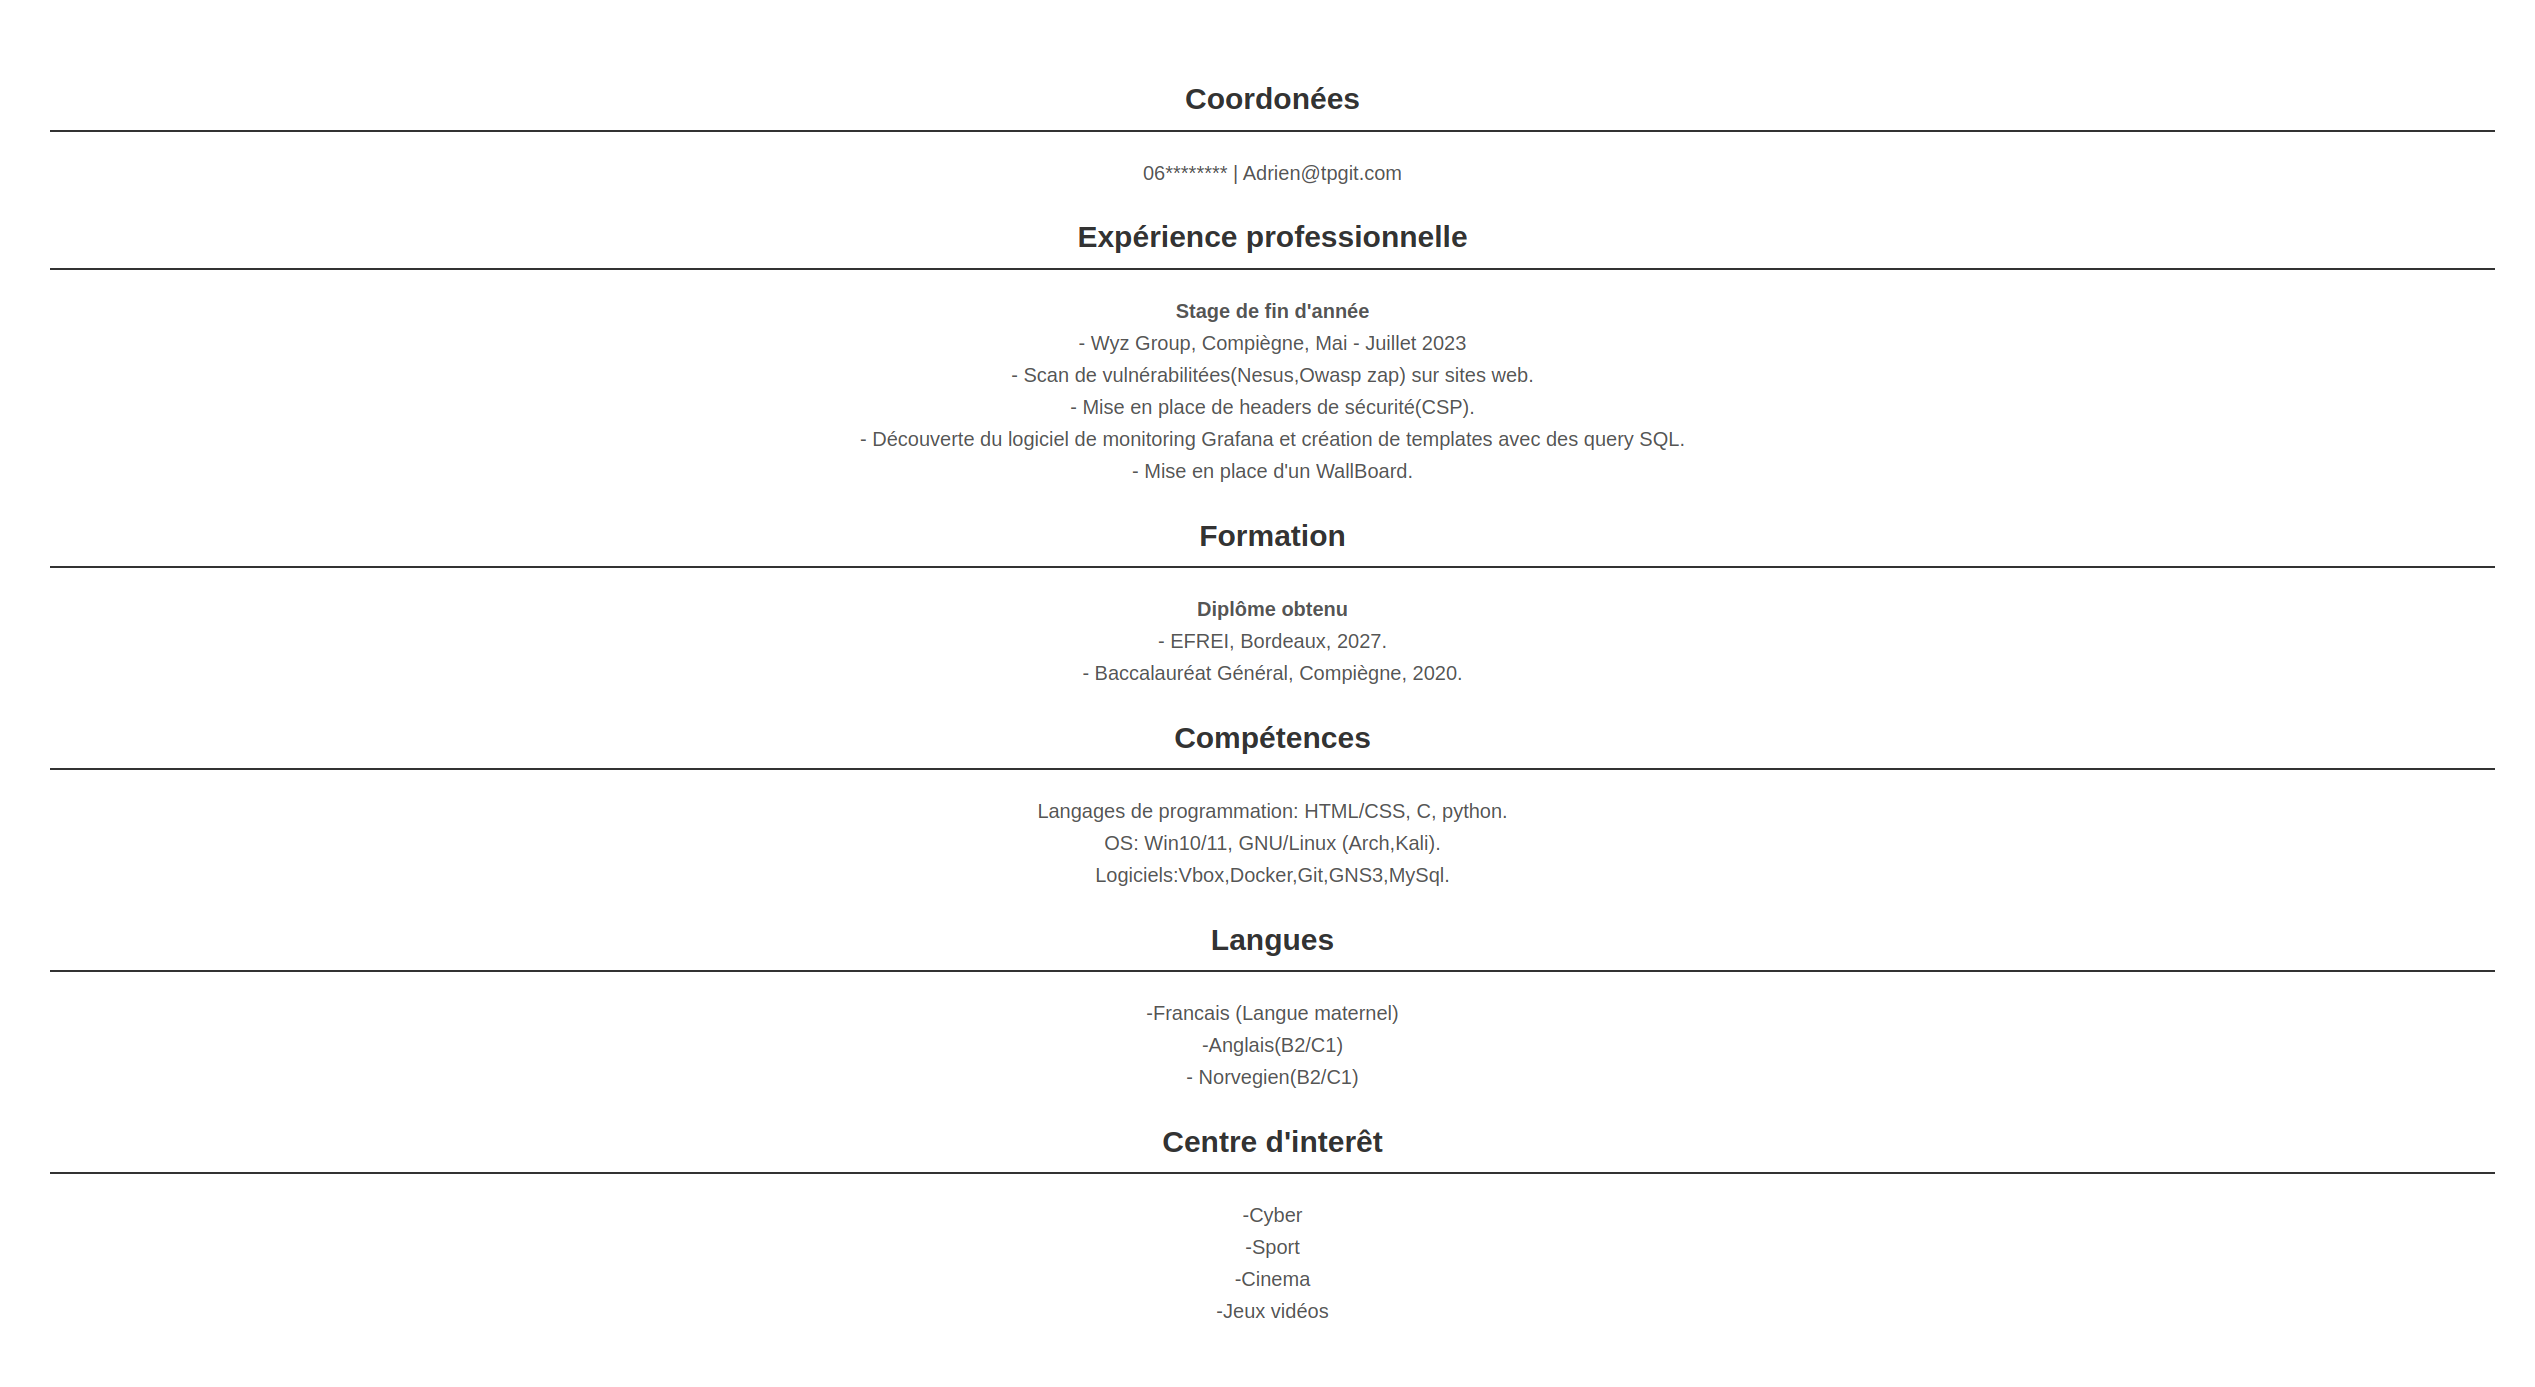 Coordonées
06******** | Adrien@tpgit.com
Expérience professionnelle
Stage de fin d'année
- Wyz Group, Compiègne, Mai - Juillet 2023
- Scan de vulnérabilitées(Nesus,Owasp zap) sur sites web.
- Mise en place de headers de sécurité(CSP).
- Découverte du logiciel de monitoring Grafana et création de templates avec des query SQL.
- Mise en place d'un WallBoard.
Formation
Diplôme obtenu
- EFREI, Bordeaux, 2027.
- Baccalauréat Général, Compiègne, 2020.
Compétences
Langages de programmation: HTML/CSS, C, python.
OS: Win10/11, GNU/Linux (Arch,Kali).
Logiciels:Vbox,Docker,Git,GNS3,MySql.
Langues
-Francais (Langue maternel)
-Anglais(B2/C1)
- Norvegien(B2/C1)
Centre d'interêt
-Cyber
-Sport
-Cinema
-Jeux vidéos